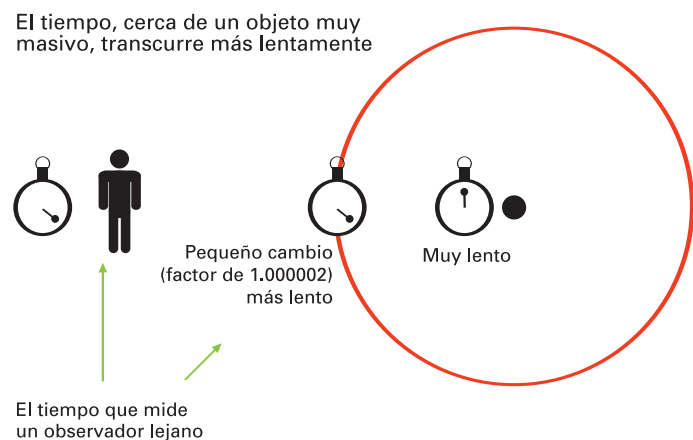 El tiempo, cerca de un objeto muy
masivo, transcurre más lentamente
Pequeño cambio
(factor de 1.000002)
más lento
Muy lento
El tiempo que mide
un observador lejano